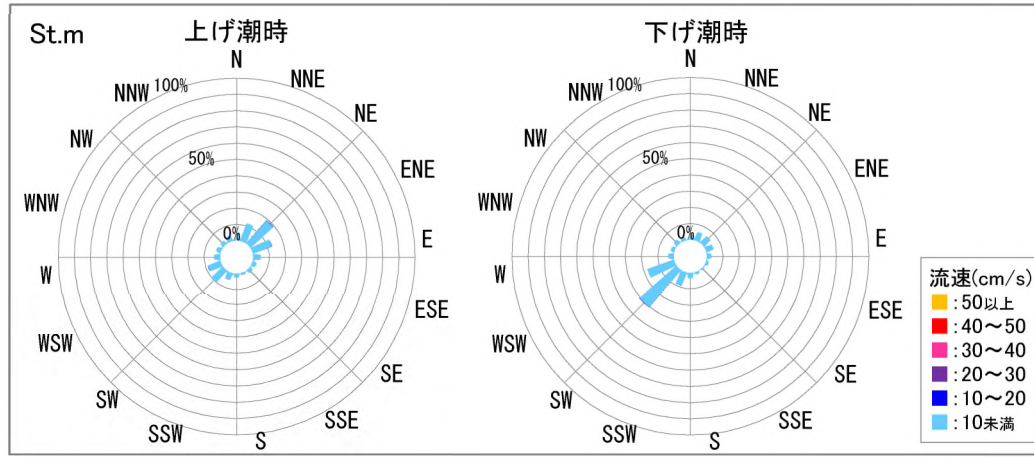 St.m
上げ潮時
N
NNE
NE
ENE
E
ESE
SE
SSE
S
SSW
SW
WSW
W
WNW
NW
NNW
100%
50%
0%
下げ潮時
N
NNE
NE
ENE
E
ESE
SE
SSE
S
SSW
SW
WSW
W
WNW
NW
NNW
100%
50%
0%
流速(cm/s)
:50以上
:40～50
:30～40
:20～30
:10～20
:10未満